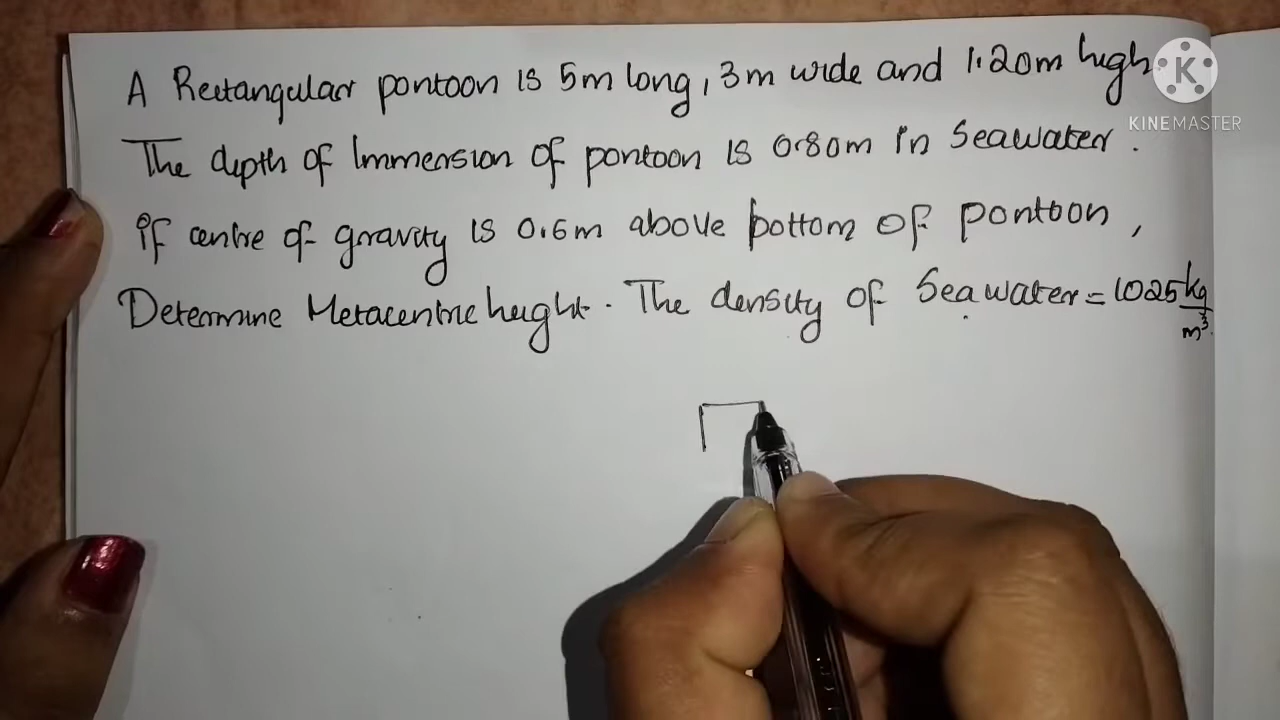 A Rectangular pontoon is 5m long, 3m wide and 1.20m high
The depth of Immersion of pontoon is 0.80m in Seawater.
If centre of gravity is 0.6m above bottom of pontoon,
Determine Metacentric height. The density of Seawater = 1025 kg/m³.
K
KINEMASTER